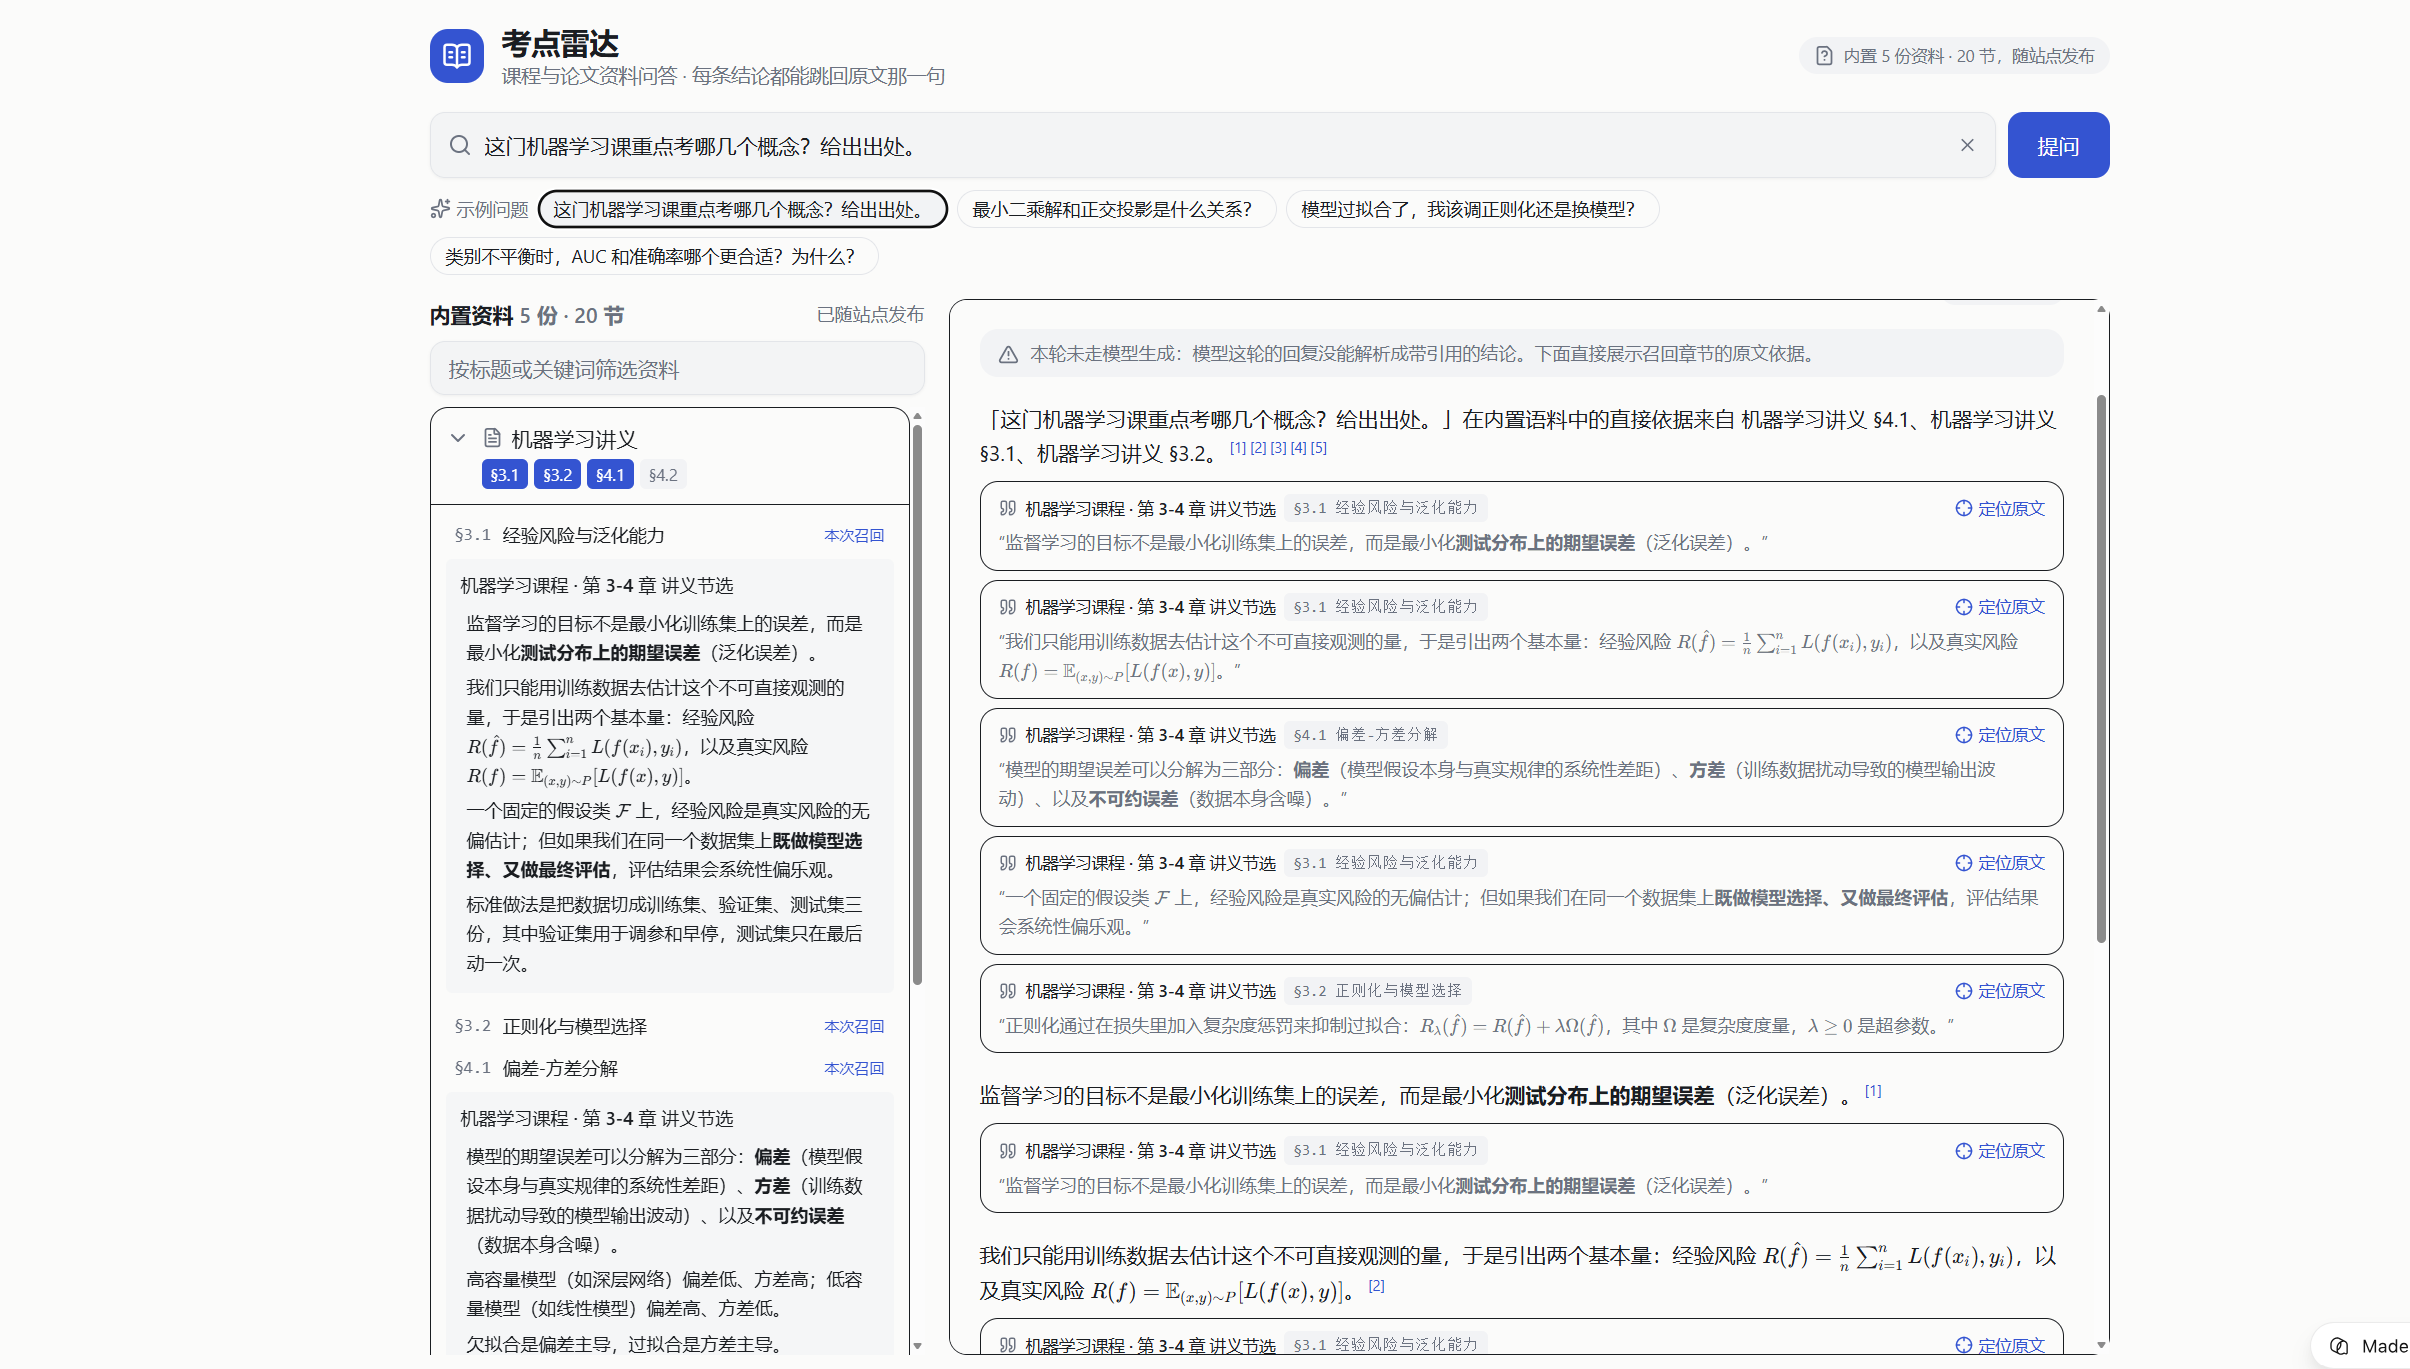 考点雷达
课程与论文资料问答 · 每条结论都能跳回原文那一句
内置 5 份资料 · 20 节，随站点发布
这门机器学习课重点考哪几个概念？给出出处。
提问
示例问题
这门机器学习课重点考哪几个概念？给出出处。
最小二乘解和正交投影是什么关系？
模型过拟合了，我该调正则化还是换模型？
类别不平衡时，AUC 和准确率哪个更合适？为什么？
内置资料 5 份 · 20 节
已随站点发布
按标题或关键词筛选资料
机器学习讲义
§3.1 §3.2 §4.1 §4.2
§3.1 经验风险与泛化能力 本次召回
机器学习课程 · 第 3-4 章 讲义节选
监督学习的目标不是最小化训练集上的误差，而是
最小化测试分布上的期望误差（泛化误差）。
我们只能用训练数据去估计这个不可直接观测的
量，于是引出两个基本量：经验风险
R(f̂) = 1/n ∑ⁿᵢ₌₁ L(f(xᵢ), yᵢ)，以及真实风险
R(f) = 𝔼₍ₓ,ᵧ₎∼P[L(f(x), y)]。
一个固定的假设类 ℱ 上，经验风险是真实风险的无
偏估计；但如果我们在同一个数据集上既做模型选
择、又做最终评估，评估结果会系统性偏乐观。
标准做法是把数据切成训练集、验证集、测试集三
份，其中验证集用于调参和早停，测试集只在最后
动一次。
§3.2 正则化与模型选择 本次召回
§4.1 偏差-方差分解 本次召回
机器学习课程 · 第 3-4 章 讲义节选
模型的期望误差可以分解为三部分：偏差（模型假
设本身与真实规律的系统性差距）、方差（训练数
据扰动导致的模型输出波动）、以及不可约误差
（数据本身含噪）。
高容量模型（如深层网络）偏差低、方差高；低容
量模型（如线性模型）偏差高、方差低。
欠拟合是偏差主导，过拟合是方差主导。
本轮未走模型生成：模型这轮的回复没能解析成带引用的结论。下面直接展示召回章节的原文依据。
「这门机器学习课重点考哪几个概念？给出出处。」在内置语料中的直接依据来自 机器学习讲义 §4.1、机器学习讲义
§3.1、机器学习讲义 §3.2。 [1] [2] [3] [4] [5]
机器学习课程 · 第 3-4 章 讲义节选 §3.1 经验风险与泛化能力 定位原文
“监督学习的目标不是最小化训练集上的误差，而是最小化测试分布上的期望误差（泛化误差）。”
机器学习课程 · 第 3-4 章 讲义节选 §3.1 经验风险与泛化能力 定位原文
“我们只能用训练数据去估计这个不可直接观测的量，于是引出两个基本量：经验风险 R(f̂) = 1/n ∑ⁿᵢ₌₁ L(f(xᵢ), yᵢ)，以及真实风险
R(f) = 𝔼₍ₓ,ᵧ₎∼P[L(f(x), y)]。”
机器学习课程 · 第 3-4 章 讲义节选 §4.1 偏差-方差分解 定位原文
“模型的期望误差可以分解为三部分：偏差（模型假设本身与真实规律的系统性差距）、方差（训练数据扰动导致的模型输出波
动）、以及不可约误差（数据本身含噪）。”
机器学习课程 · 第 3-4 章 讲义节选 §3.1 经验风险与泛化能力 定位原文
“一个固定的假设类 ℱ 上，经验风险是真实风险的无偏估计；但如果我们在同一个数据集上既做模型选择、又做最终评估，评估结果
会系统性偏乐观。”
机器学习课程 · 第 3-4 章 讲义节选 §3.2 正则化与模型选择 定位原文
“正则化通过在损失里加入复杂度惩罚来抑制过拟合：R_λ(f̂) = R(f̂) + λΩ(f̂)，其中 Ω 是复杂度度量，λ ≥ 0 是超参数。”
监督学习的目标不是最小化训练集上的误差，而是最小化测试分布上的期望误差（泛化误差）。 [1]
机器学习课程 · 第 3-4 章 讲义节选 §3.1 经验风险与泛化能力 定位原文
“监督学习的目标不是最小化训练集上的误差，而是最小化测试分布上的期望误差（泛化误差）。”
我们只能用训练数据去估计这个不可直接观测的量，于是引出两个基本量：经验风险 R(f̂) = 1/n ∑ⁿᵢ₌₁ L(f(xᵢ), yᵢ)，以
及真实风险 R(f) = 𝔼₍ₓ,ᵧ₎∼P[L(f(x), y)]。 [2]
机器学习课程 · 第 3-4 章 讲义节选 §3.1 经验风险与泛化能力 定位原文
Made